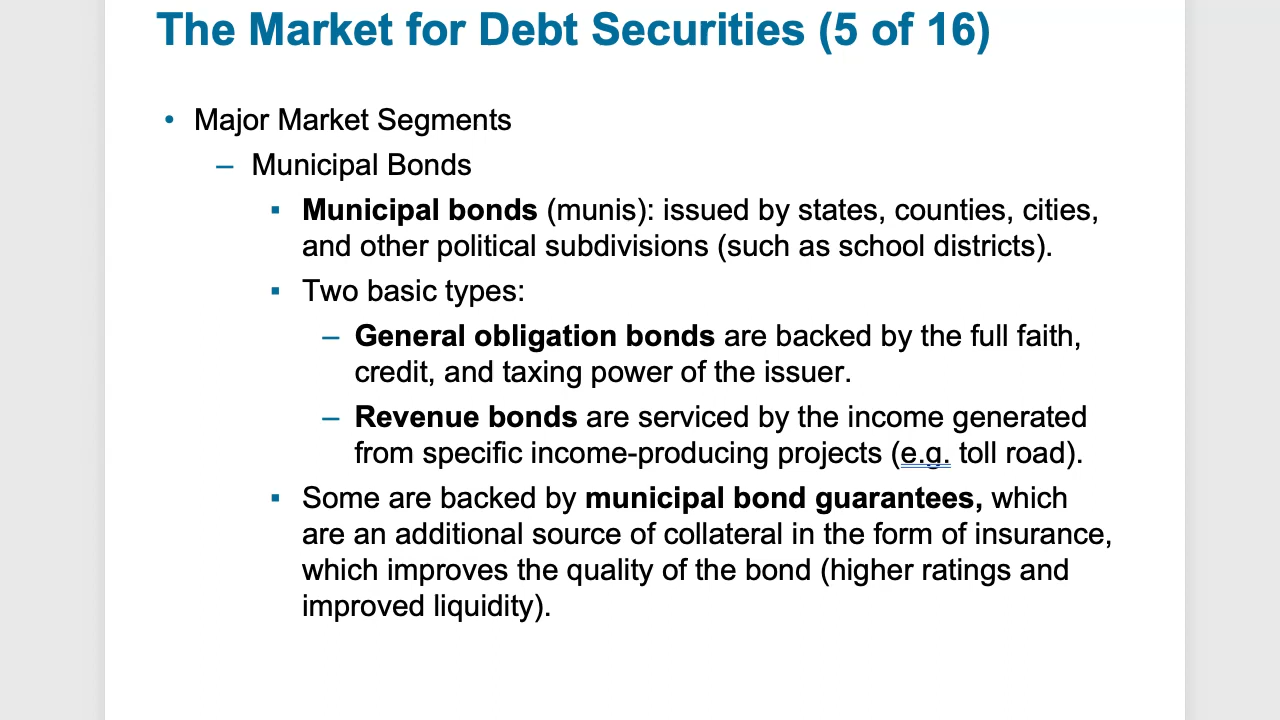 The Market for Debt Securities (5 of 16)
• Major Market Segments
– Municipal Bonds
▪ Municipal bonds (munis): issued by states, counties, cities,
and other political subdivisions (such as school districts).
▪ Two basic types:
– General obligation bonds are backed by the full faith,
credit, and taxing power of the issuer.
– Revenue bonds are serviced by the income generated
from specific income-producing projects (e.g. toll road).
▪ Some are backed by municipal bond guarantees, which
are an additional source of collateral in the form of insurance,
which improves the quality of the bond (higher ratings and
improved liquidity).